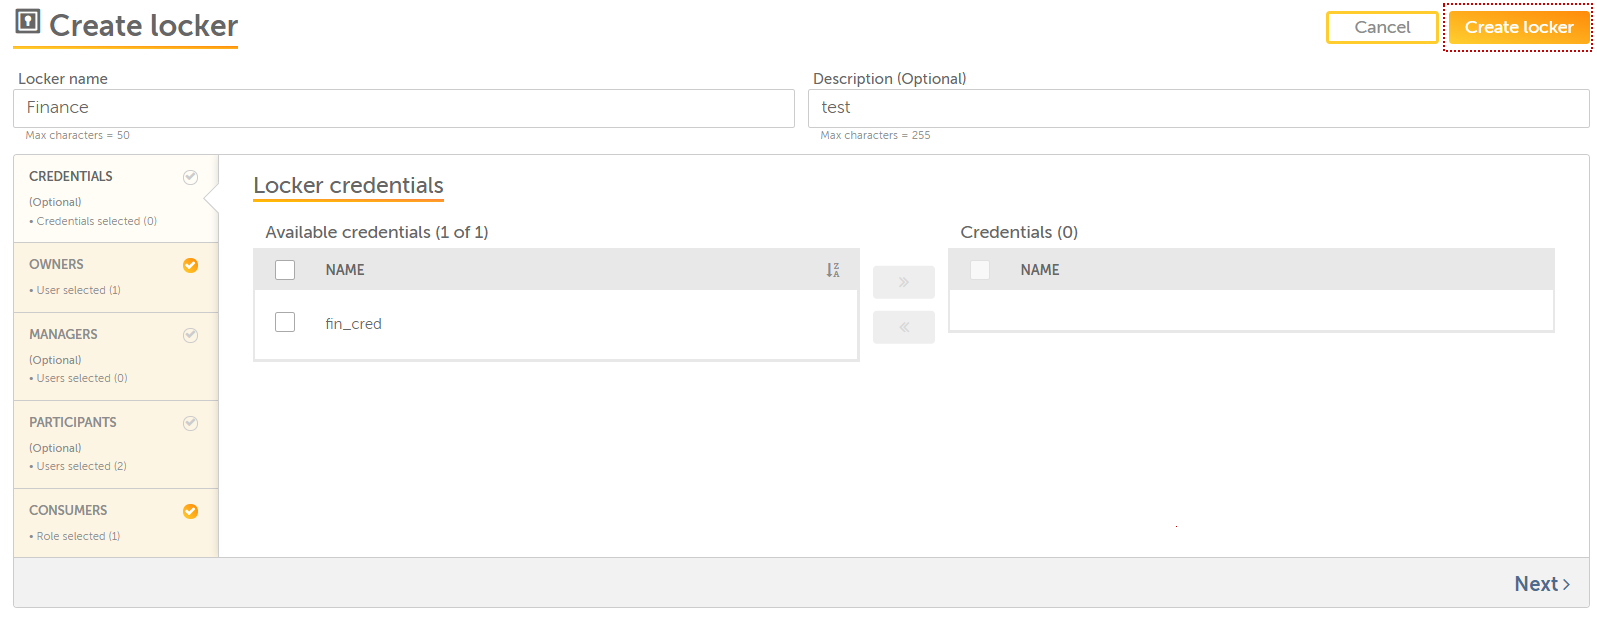 Create locker
Cancel
Create locker
Locker name
Description (Optional)
Finance
test
Max characters = 50
Max characters = 255
CREDENTIALS
(Optional)
• Credentials selected (0)
OWNERS
• User selected (1)
MANAGERS
(Optional)
• Users selected (0)
PARTICIPANTS
(Optional)
• Users selected (2)
CONSUMERS
• Role selected (1)
Locker credentials
Available credentials (1 of 1)
NAME
fin_cred
Credentials (0)
NAME
Next